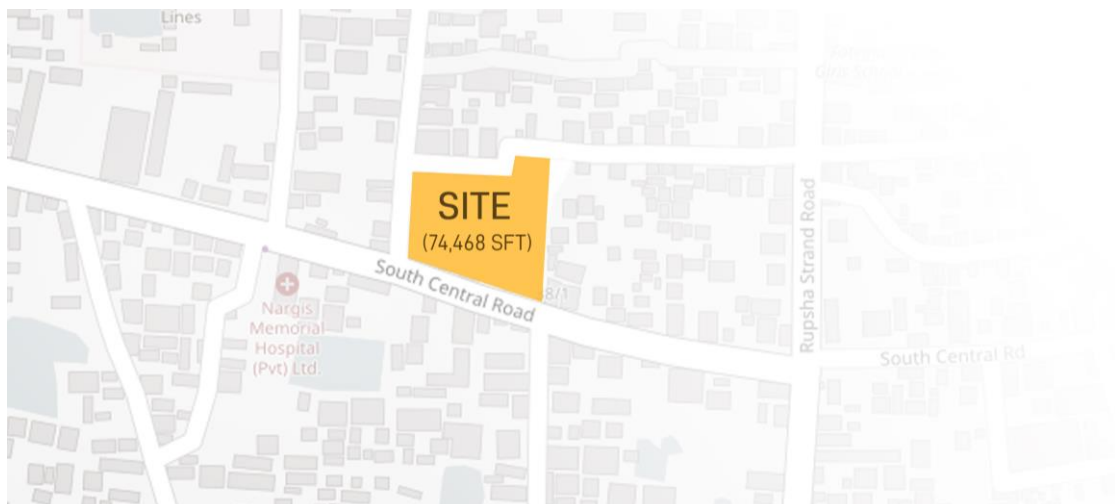 Lines
SITE
(74,468 SFT)
South Central Road
Nargis
Memorial
Hospital
(Pvt) Ltd.
8/1
Rupsha Strand Road
South Central Rd